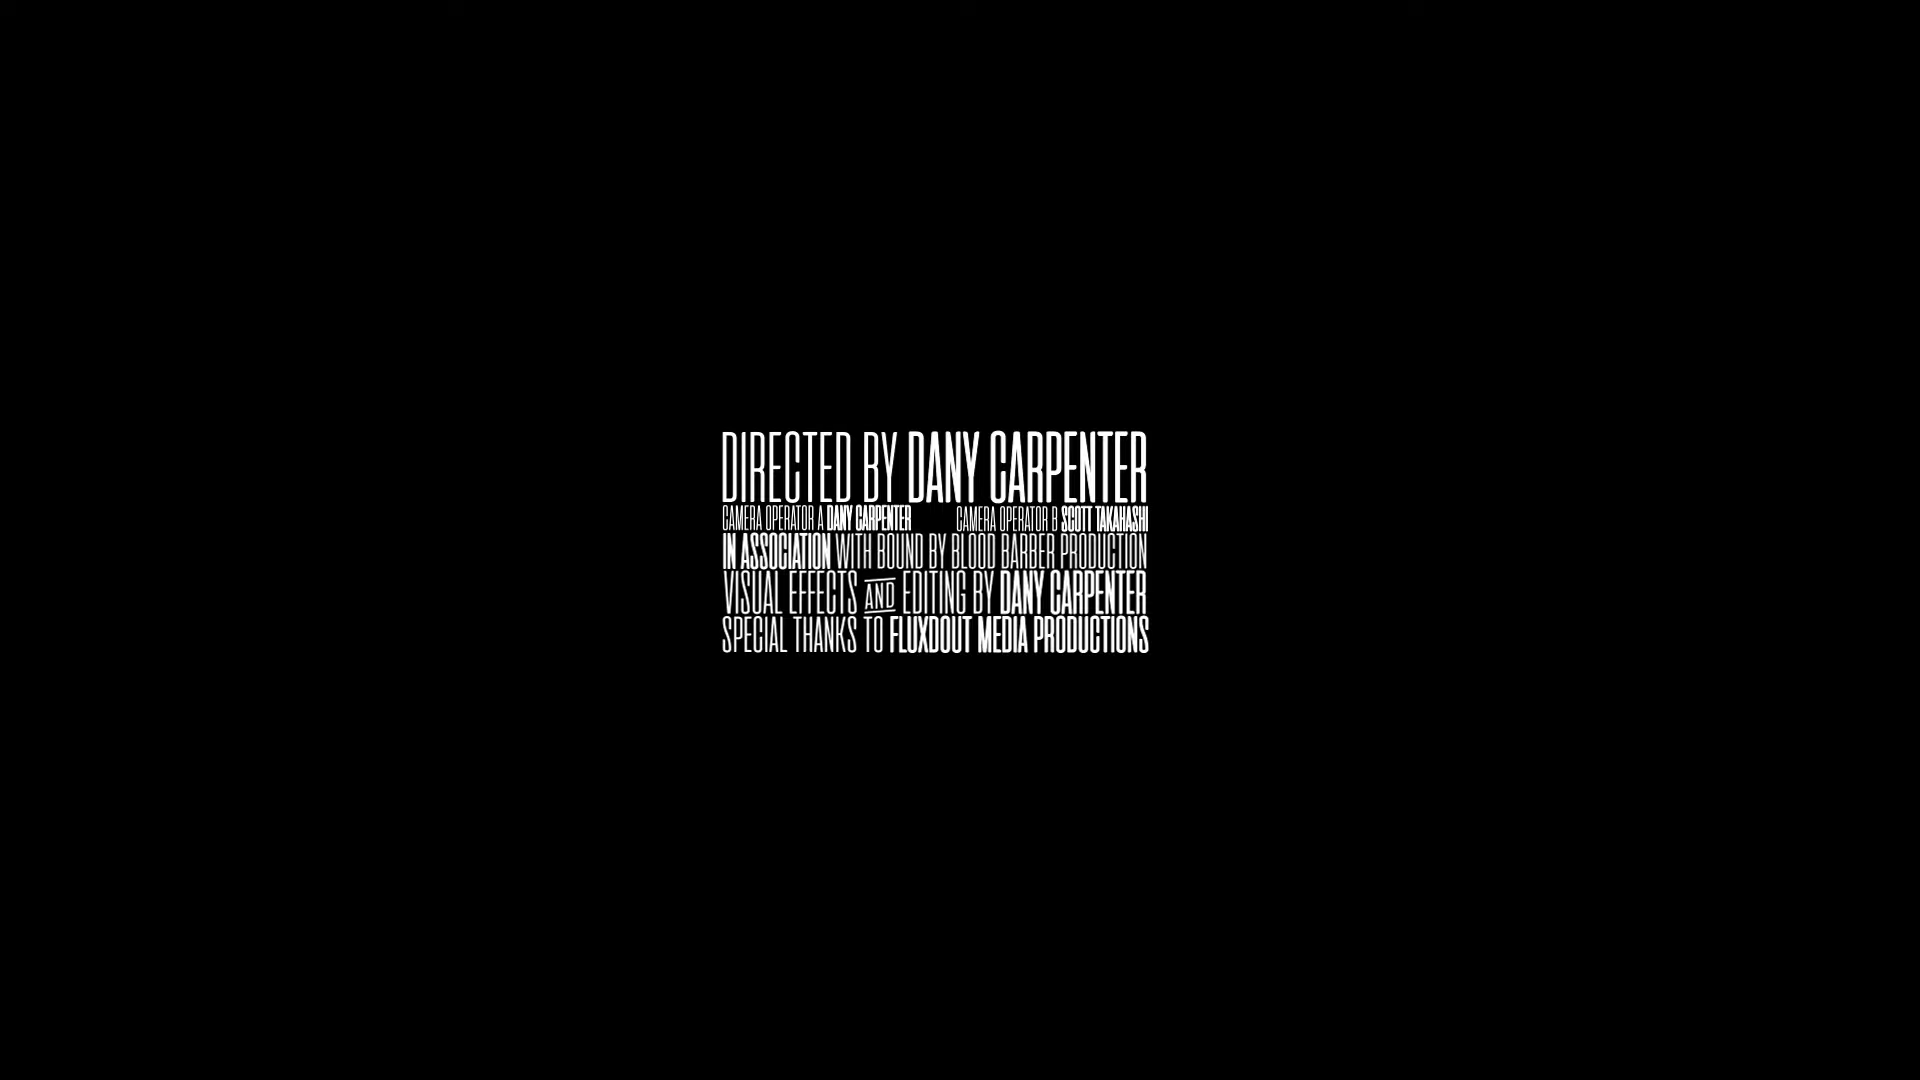 DIRECTED BY DANY CARPENTER
CAMERA OPERATOR A DANY CARPENTER CAMERA OPERATOR B SCOTT TAKAHASHI
IN ASSOCIATION WITH BOUND BY BLOOD BARBER PRODUCTION
VISUAL EFFECTS AND EDITING BY DANY CARPENTER
SPECIAL THANKS TO FLUXDOUT MEDIA PRODUCTIONS